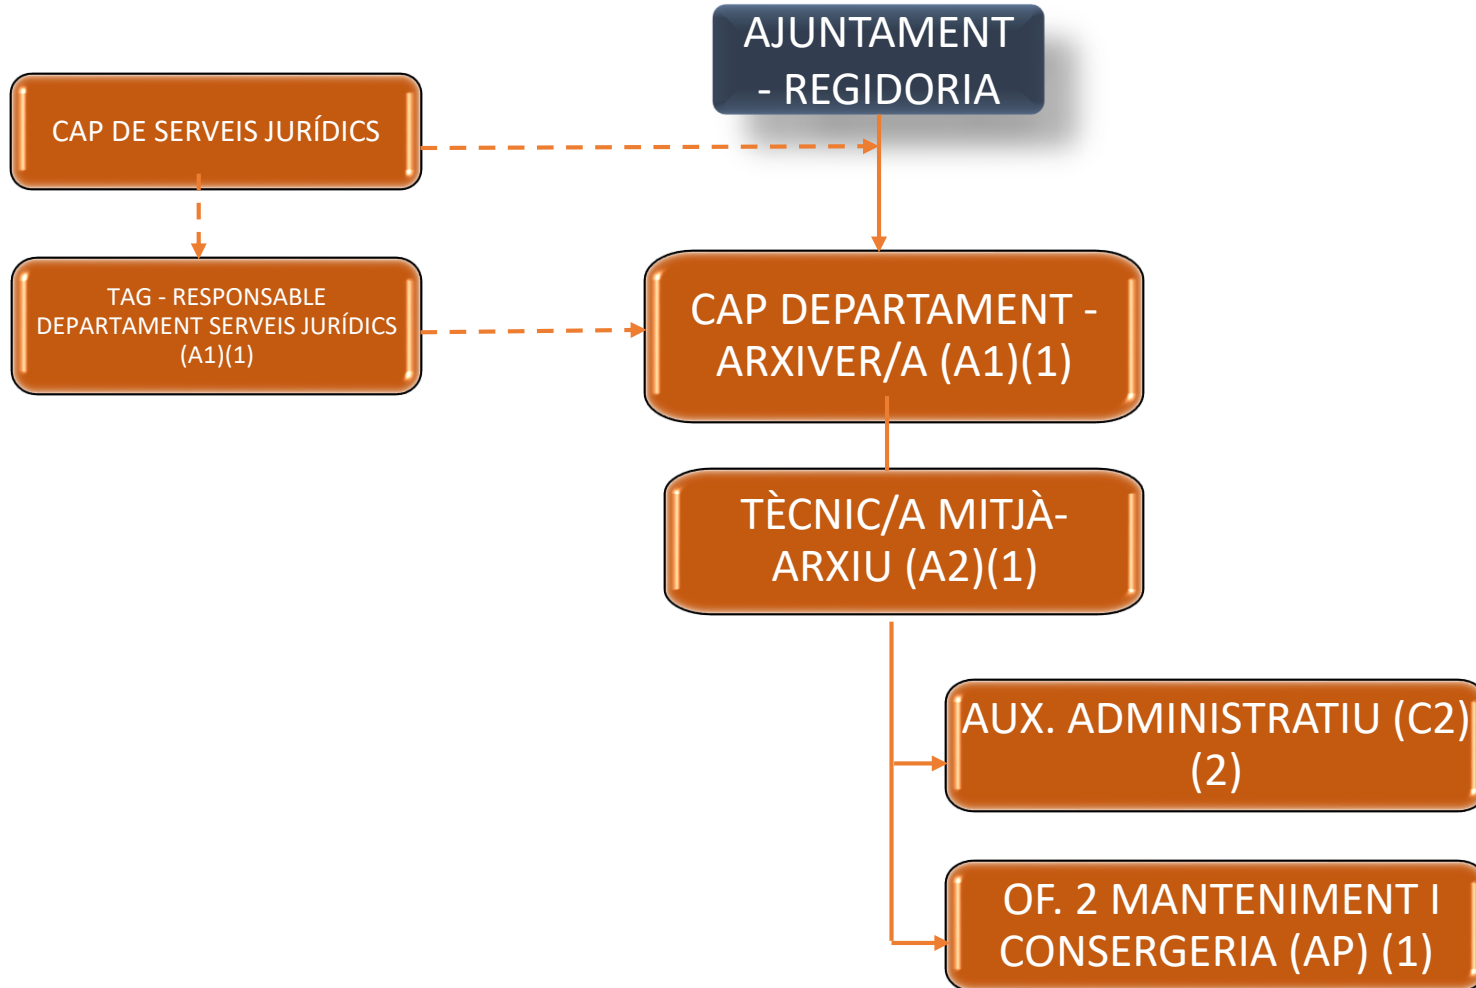 AJUNTAMENT
- REGIDORIA
CAP DE SERVEIS JURÍDICS
TAG - RESPONSABLE
DEPARTAMENT SERVEIS JURÍDICS
(A1)(1)
CAP DEPARTAMENT -
ARXIVER/A (A1)(1)
TÈCNIC/A MITJÀ-
ARXIU (A2)(1)
AUX. ADMINISTRATIU (C2)
(2)
OF. 2 MANTENIMENT I
CONSERGERIA (AP) (1)